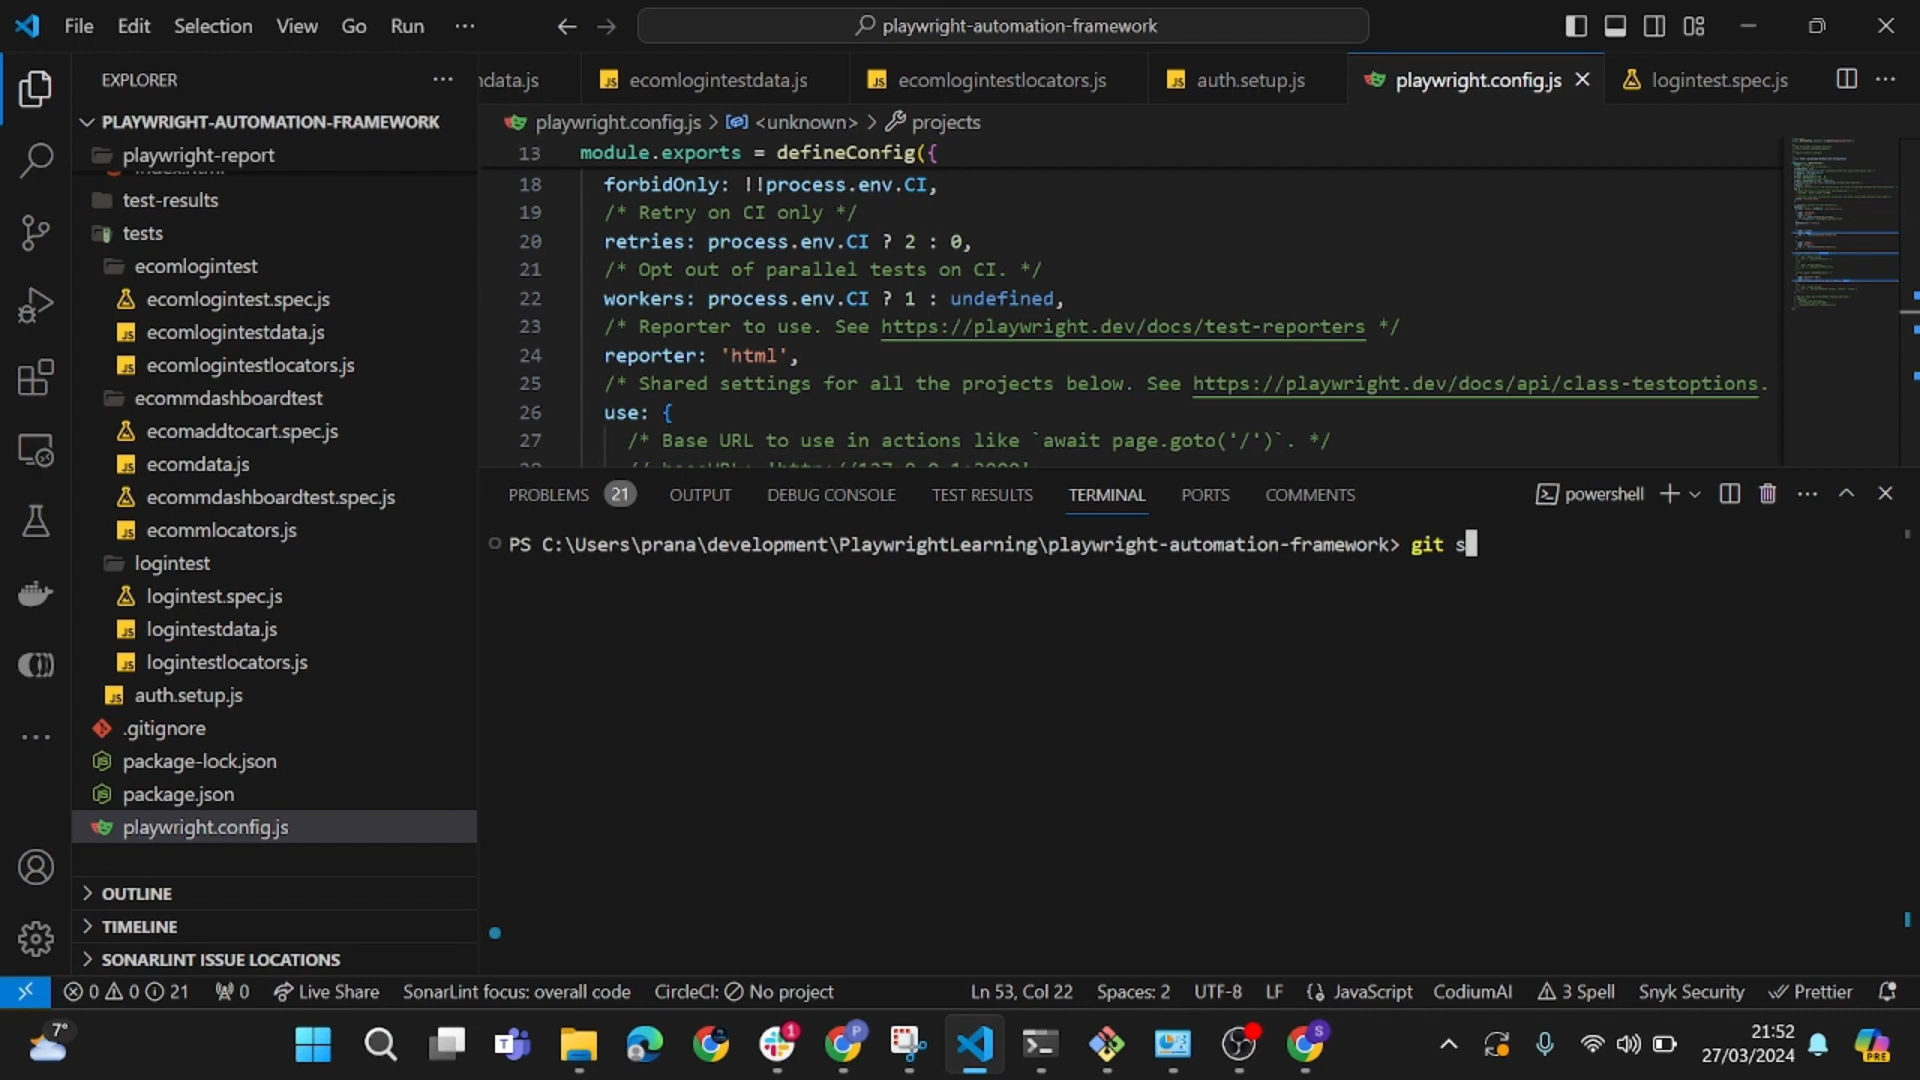 File Edit Selection View Go Run ···
playwright-automation-framework
EXPLORER
ndata.js
ecomlogintestdata.js
ecomlogintestlocators.js
auth.setup.js
playwright.config.js
logintest.spec.js
PLAYWRIGHT-AUTOMATION-FRAMEWORK
playwright-report
test-results
tests
ecomlogintest
ecomlogintest.spec.js
ecomlogintestdata.js
ecomlogintestlocators.js
ecommdashboardtest
ecomaddtocart.spec.js
ecomdata.js
ecommdashboardtest.spec.js
ecommlocators.js
logintest
logintest.spec.js
logintestdata.js
logintestlocators.js
auth.setup.js
.gitignore
package-lock.json
package.json
playwright.config.js
OUTLINE
TIMELINE
SONARLINT ISSUE LOCATIONS
playwright.config.js > <unknown> > projects
13 module.exports = defineConfig({
18 forbidOnly: !!process.env.CI,
19 /* Retry on CI only */
20 retries: process.env.CI ? 2 : 0,
21 /* Opt out of parallel tests on CI. */
22 workers: process.env.CI ? 1 : undefined,
23 /* Reporter to use. See https://playwright.dev/docs/test-reporters */
24 reporter: 'html',
25 /* Shared settings for all the projects below. See https://playwright.dev/docs/api/class-testoptions.
26 use: {
27 /* Base URL to use in actions like `await page.goto('/')`. */
PROBLEMS 21 OUTPUT DEBUG CONSOLE TEST RESULTS TERMINAL PORTS COMMENTS
powershell
PS C:\Users\prana\development\PlaywrightLearning\playwright-automation-framework> git s
0 0 21 0 Live Share SonarLint focus: overall code CircleCI: No project
Ln 53, Col 22 Spaces: 2 UTF-8 LF JavaScript CodiumAI 3 Spell Snyk Security Prettier
7°
1
P
S
21:52
27/03/2024
PRE